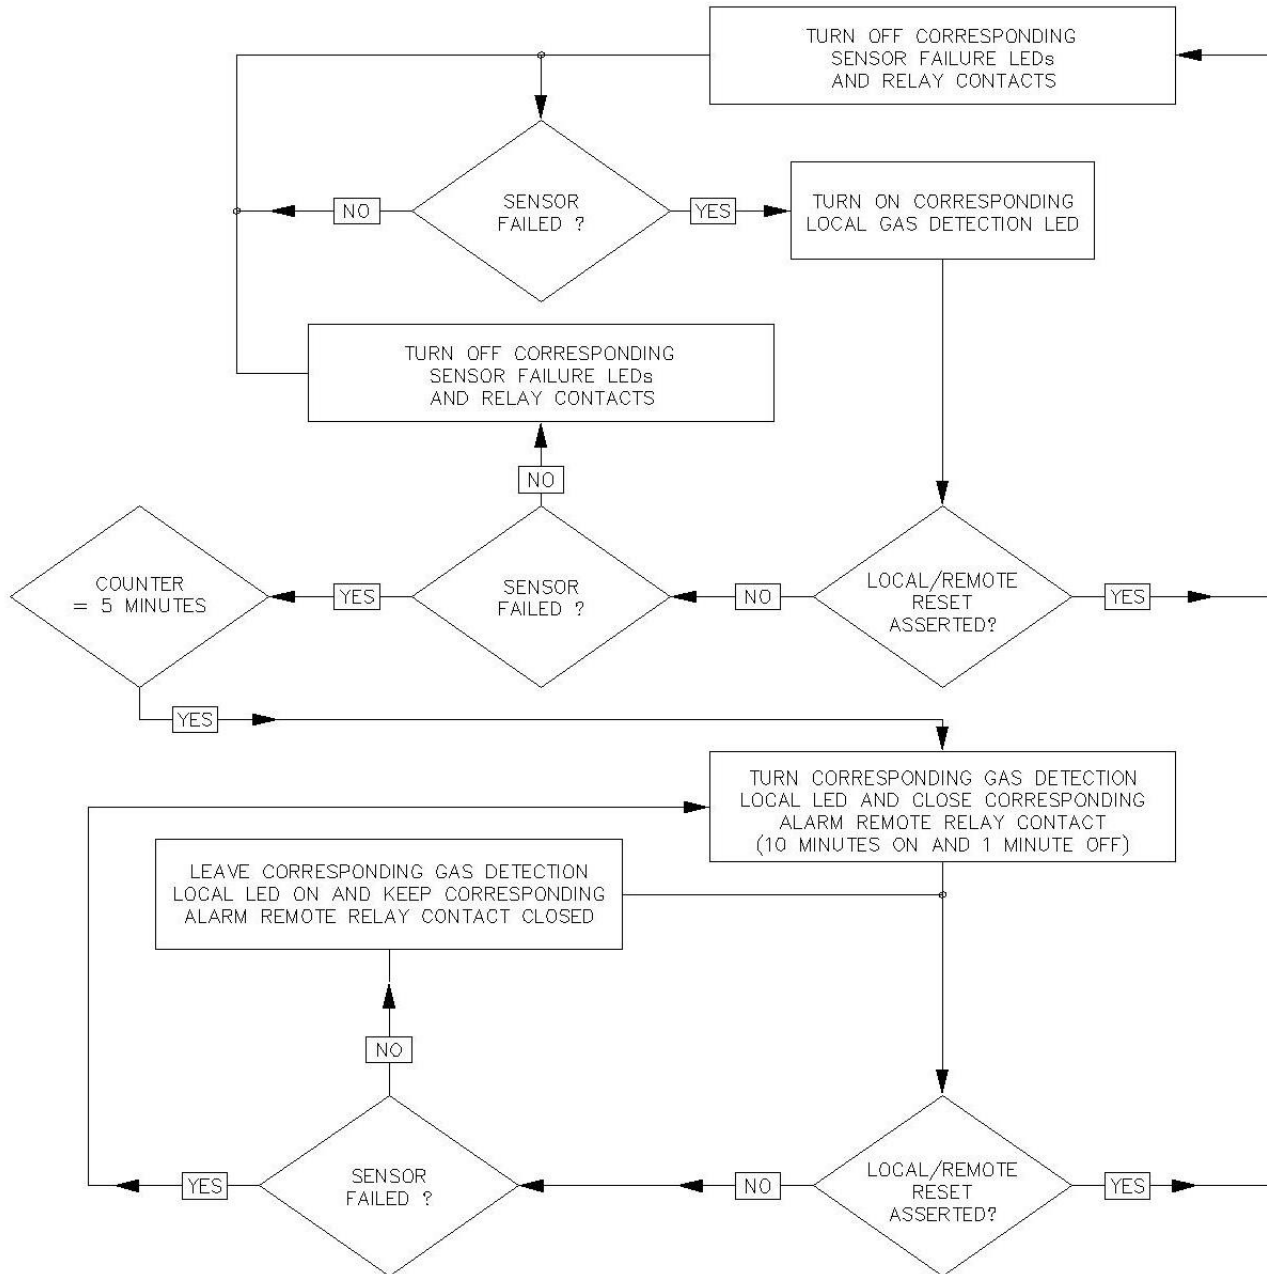 TURN OFF CORRESPONDING
SENSOR FAILURE LEDs
AND RELAY CONTACTS
SENSOR
FAILED ?
NO
YES
TURN ON CORRESPONDING
LOCAL GAS DETECTION LED
TURN OFF CORRESPONDING
SENSOR FAILURE LEDs
AND RELAY CONTACTS
NO
COUNTER
= 5 MINUTES
YES
SENSOR
FAILED ?
NO
LOCAL/REMOTE
RESET
ASSERTED?
YES
YES
TURN CORRESPONDING GAS DETECTION
LOCAL LED AND CLOSE CORRESPONDING
ALARM REMOTE RELAY CONTACT
(10 MINUTES ON AND 1 MINUTE OFF)
LEAVE CORRESPONDING GAS DETECTION
LOCAL LED ON AND KEEP CORRESPONDING
ALARM REMOTE RELAY CONTACT CLOSED
NO
YES
SENSOR
FAILED ?
NO
LOCAL/REMOTE
RESET
ASSERTED?
YES